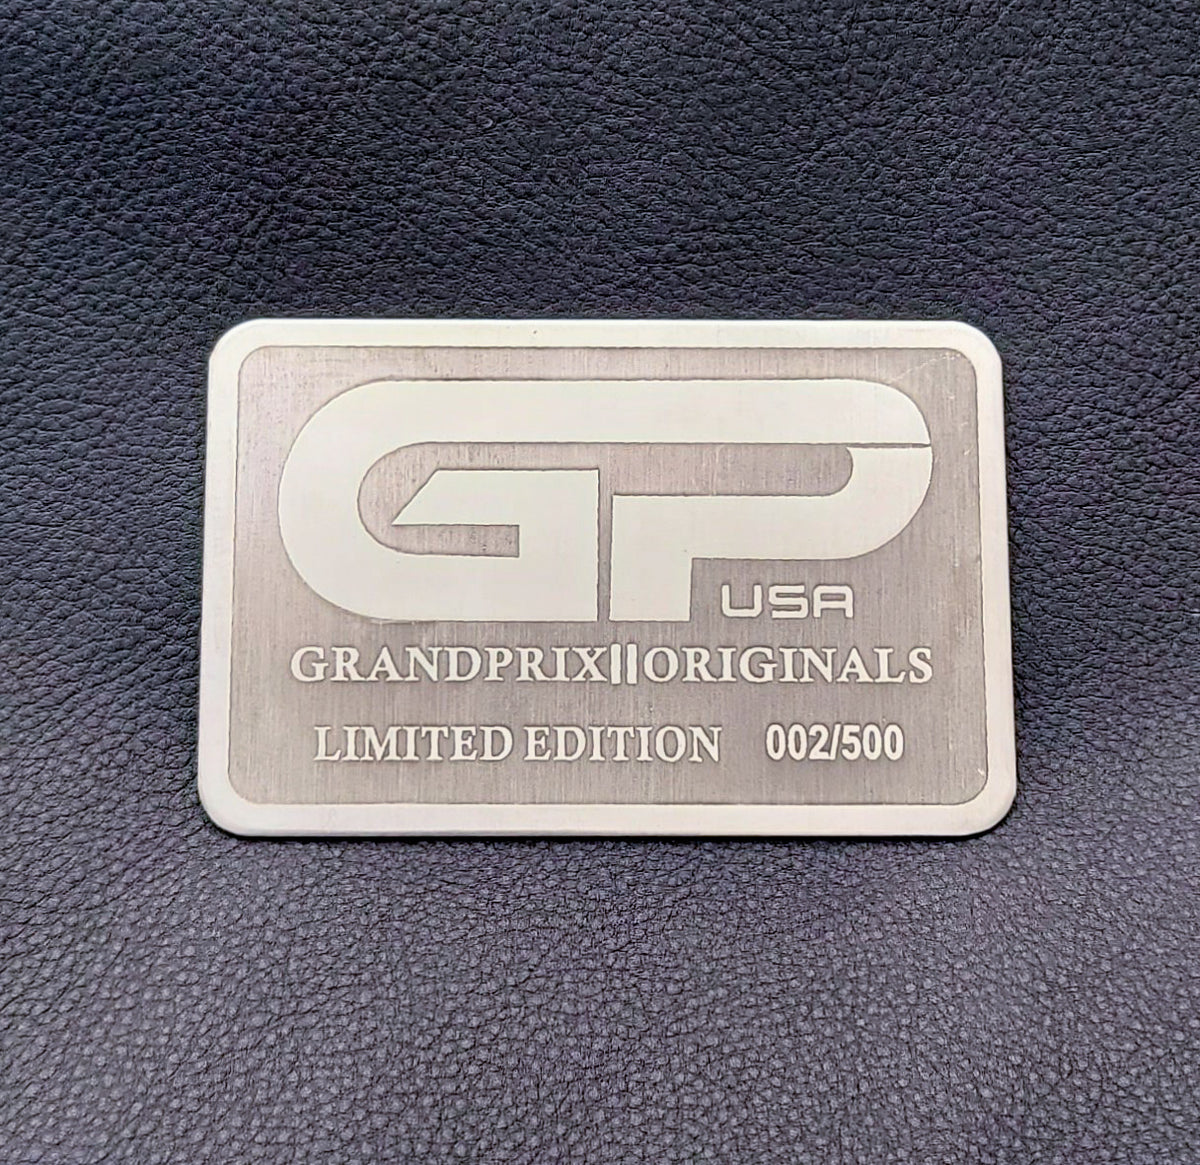 GP
USA
GRANDPRIX||ORIGINALS
LIMITED EDITION 002/500